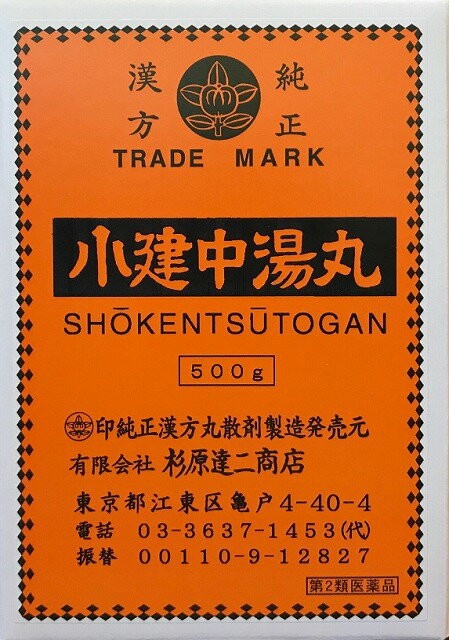 純正
漢方
TRADE MARK
小建中湯丸
SHŌKENTSŪTOGAN
500g
印純正漢方丸散剤製造発売元
有限会社 杉原達二商店
東京都江東区亀戸4-40-4
電話 03-3637-1453(代)
振替 00110-9-12827
第2類医薬品